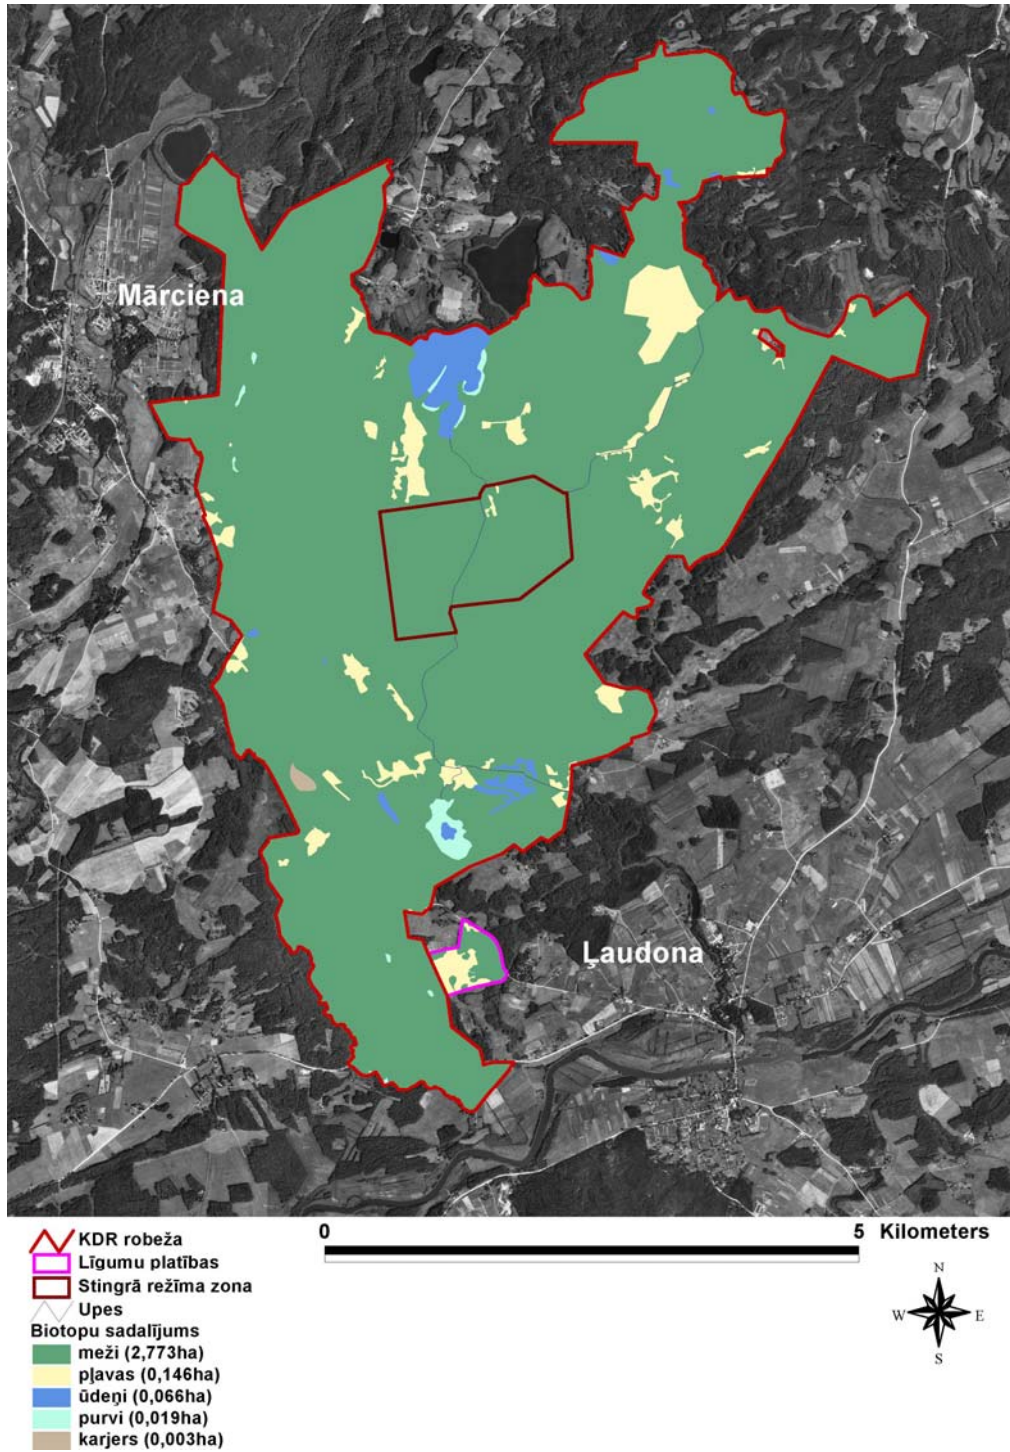 Mārciena
Ļaudona
KDR robeža
Līgumu platības
Stingrā režīma zona
Upes
Biotopu sadalījums
meži (2,773ha)
pļavas (0,146ha)
ūdeņi (0,066ha)
purvi (0,019ha)
karjers (0,003ha)
0 5 Kilometers
N
W E
S